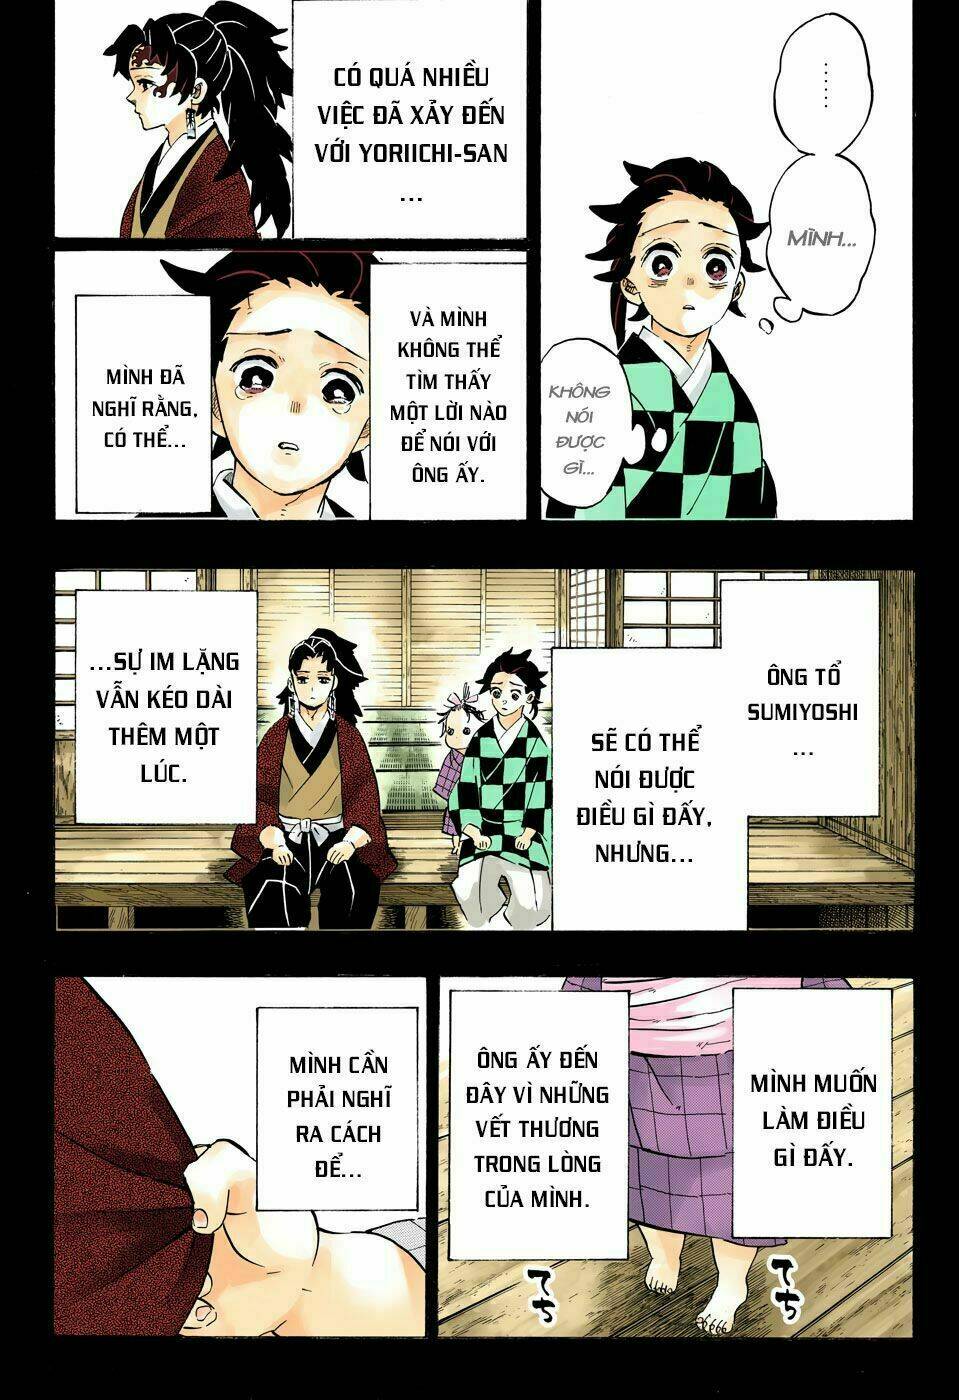 ........
MÌNH...
KHÔNG
NÓI
ĐƯỢC
GÌ...
CÓ QUÁ NHIỀU
VIỆC ĐÃ XẢY ĐẾN
VỚI YORIICHI-SAN
...
VÀ MÌNH
KHÔNG THỂ
TÌM THẤY
MỘT LỜI NÀO
ĐỂ NÓI VỚI
ÔNG ẤY.
MÌNH ĐÃ
NGHĨ RẰNG,
CÓ THỂ...
ÔNG TỔ
SUMIYOSHI
...
SẼ CÓ THỂ
NÓI ĐƯỢC
ĐIỀU GÌ ĐẤY,
NHƯNG...
...SỰ IM LẶNG
VẪN KÉO DÀI
THÊM MỘT
LÚC.
MÌNH MUỐN
LÀM ĐIỀU
GÌ ĐẤY.
てち
ÔNG ẤY ĐẾN
ĐÂY VÌ NHỮNG
VẾT THƯƠNG
TRONG LÒNG
CỦA MÌNH.
てち
MÌNH CẦN
PHẢI NGHĨ
RA CÁCH
ĐỂ...